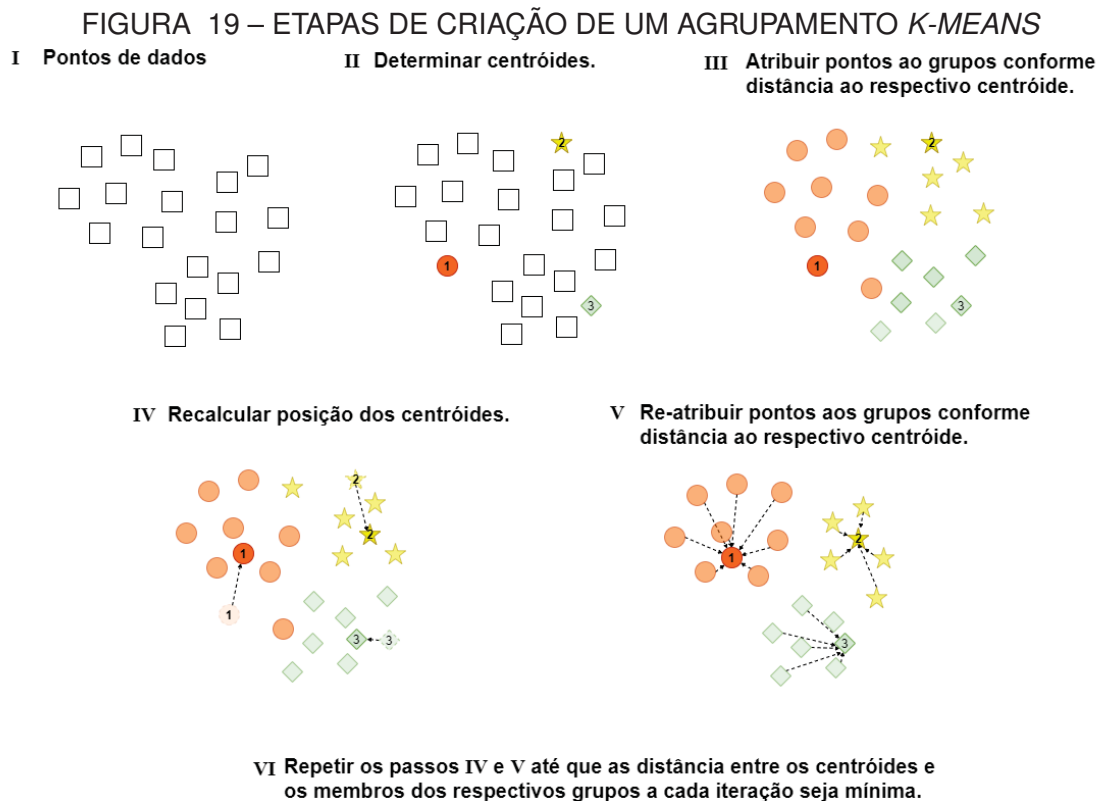 FIGURA 19 – ETAPAS DE CRIAÇÃO DE UM AGRUPAMENTO K-MEANS
I Pontos de dados
II Determinar centróides.
III Atribuir pontos ao grupos conforme
distância ao respectivo centróide.
2
1
3
2
1
3
IV Recalcular posição dos centróides.
V Re-atribuir pontos aos grupos conforme
distância ao respectivo centróide.
2
2
1
1
3
3
2
1
3
VI Repetir os passos IV e V até que as distância entre os centróides e
os membros dos respectivos grupos a cada iteração seja mínima.